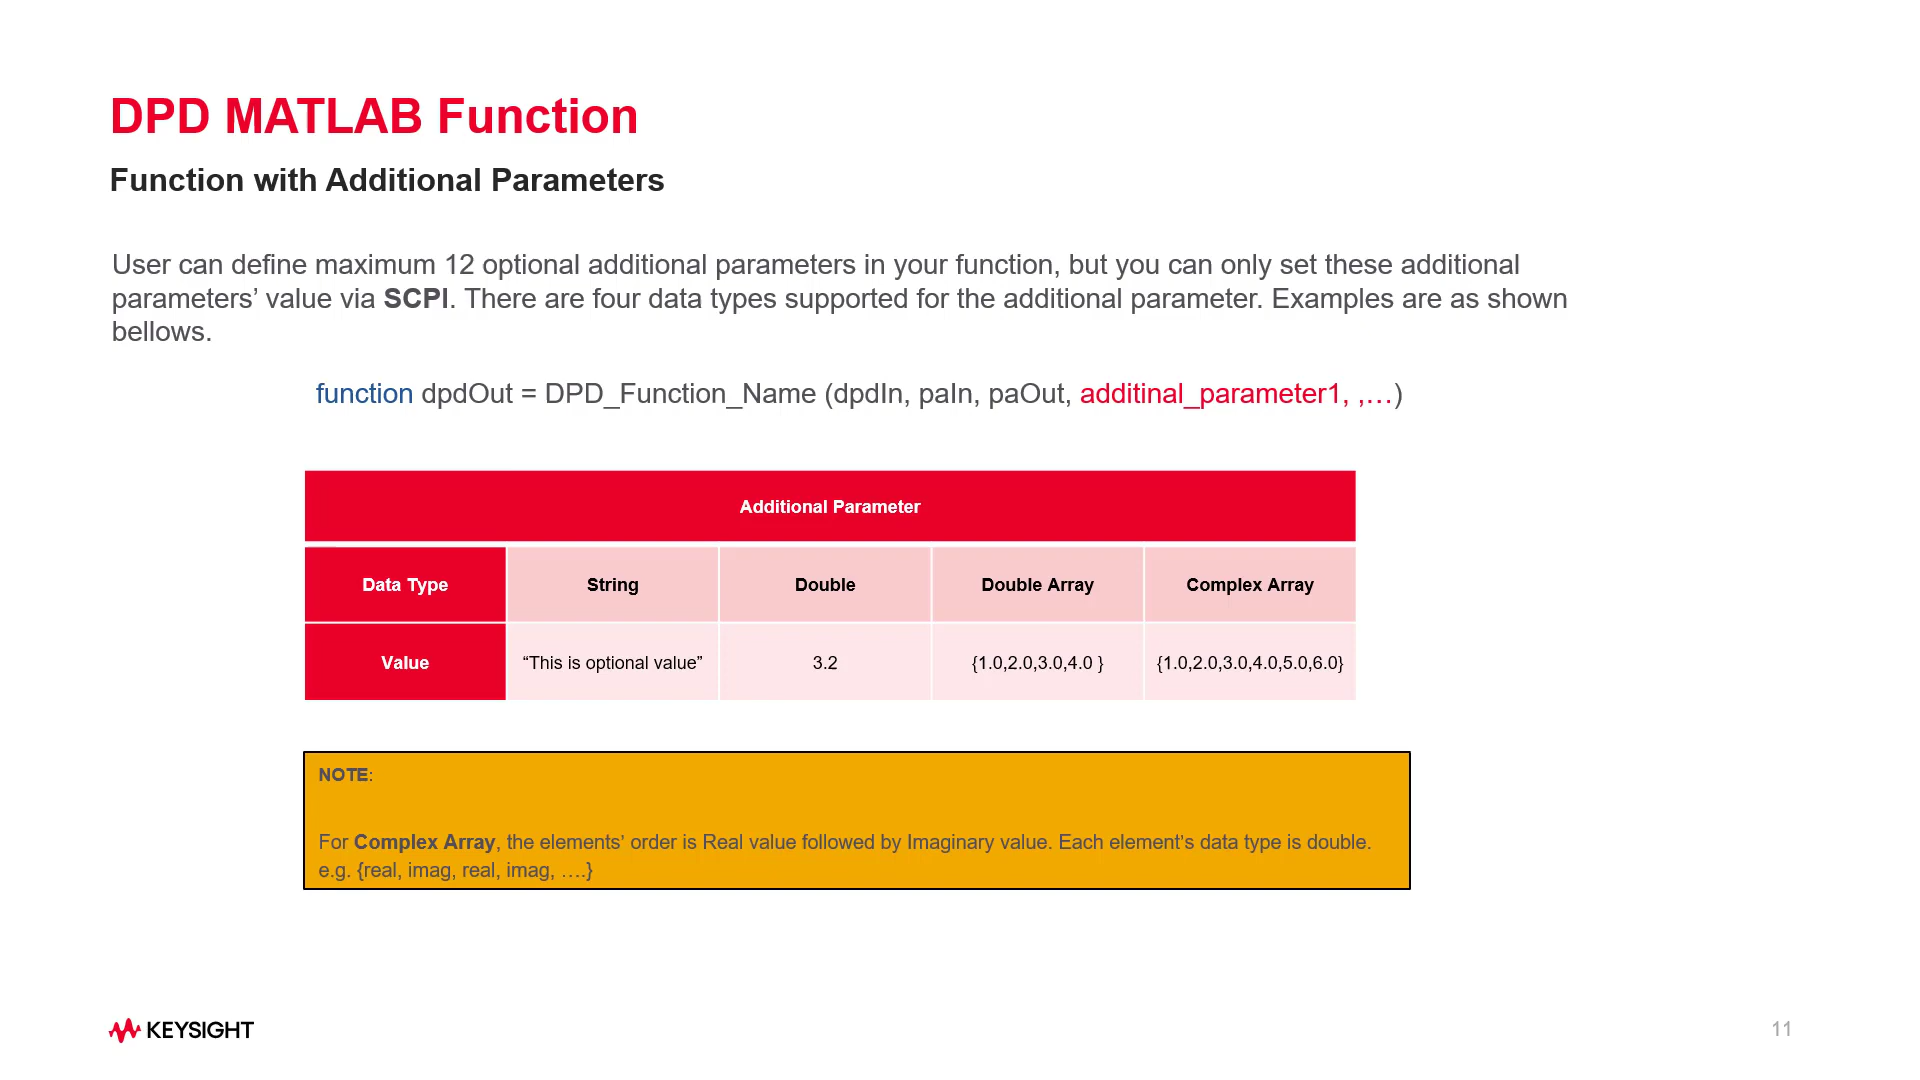 DPD MATLAB Function
Function with Additional Parameters
User can define maximum 12 optional additional parameters in your function, but you can only set these additional
parameters’ value via SCPI. There are four data types supported for the additional parameter. Examples are as shown
bellows.
function dpdOut = DPD_Function_Name (dpdIn, paIn, paOut, additinal_parameter1, ,…)
Additional Parameter
Data Type String Double Double Array Complex Array
Value “This is optional value” 3.2 {1.0,2.0,3.0,4.0 } {1.0,2.0,3.0,4.0,5.0,6.0}
NOTE:
For Complex Array, the elements’ order is Real value followed by Imaginary value. Each element’s data type is double.
e.g. {real, imag, real, imag, ….}
KEYSIGHT
11